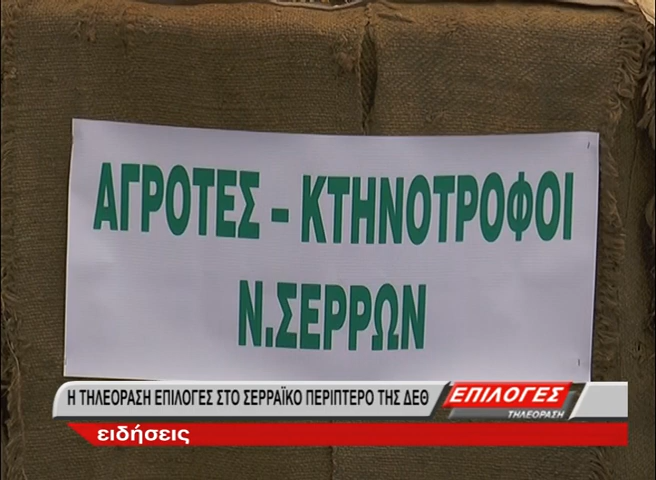 ΑΓΡΟΤΕΣ – ΚΤΗΝΟΤΡΟΦΟΙ
Ν.ΣΕΡΡΩΝ
Η ΤΗΛΕΟΡΑΣΗ ΕΠΙΛΟΓΕΣ ΣΤΟ ΣΕΡΡΑΪΚΟ ΠΕΡΙΠΤΕΡΟ ΤΗΣ ΔΕΘ
ΕΠΙΛΟΓΕΣ
ΤΗΛΕΟΡΑΣΗ
ειδήσεις